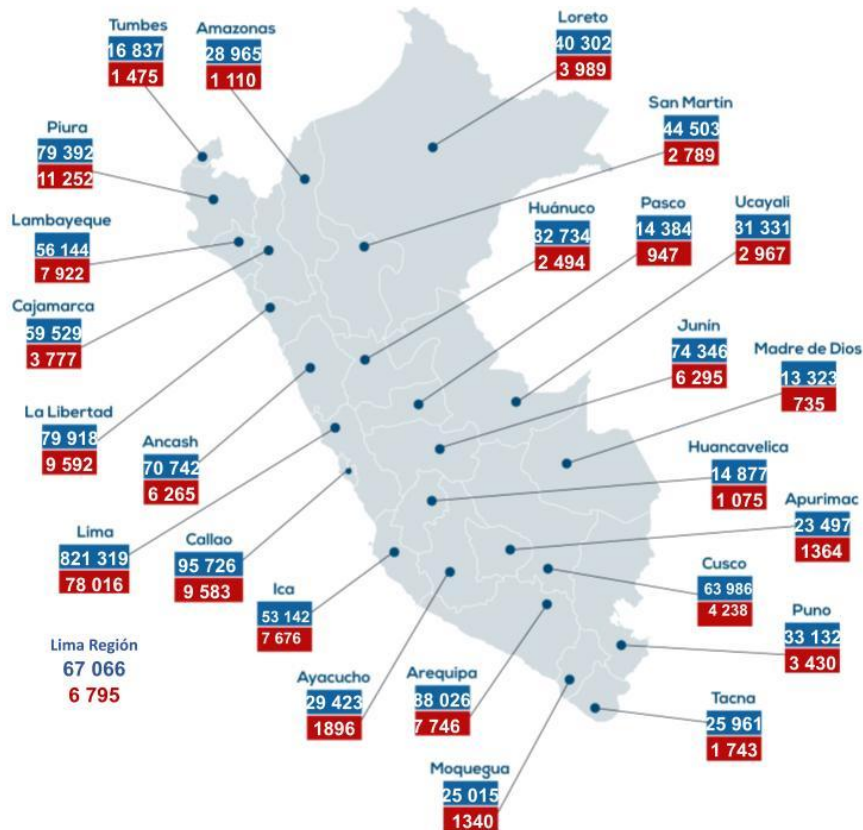 Tumbes
16 837
1 475
Amazonas
28 965
1 110
Loreto
40 302
3 989
San Martín
44 503
2 789
Piura
79 392
11 252
Huánuco
32 734
2 494
Pasco
14 384
947
Ucayali
31 331
2 967
Lambayeque
56 144
7 922
Cajamarca
59 529
3 777
Junín
74 346
6 295
Madre de Dios
13 323
735
La Libertad
79 918
9 592
Ancash
70 742
6 265
Huancavelica
14 877
1 075
Apurimac
23 497
1364
Lima
821 319
78 016
Callao
95 726
9 583
Ica
53 142
7 676
Cusco
63 986
4 238
Puno
33 132
3 430
Lima Región
67 066
6 795
Ayacucho
29 423
1896
Arequipa
88 026
7 746
Tacna
25 961
1 743
Moquegua
25 015
1340